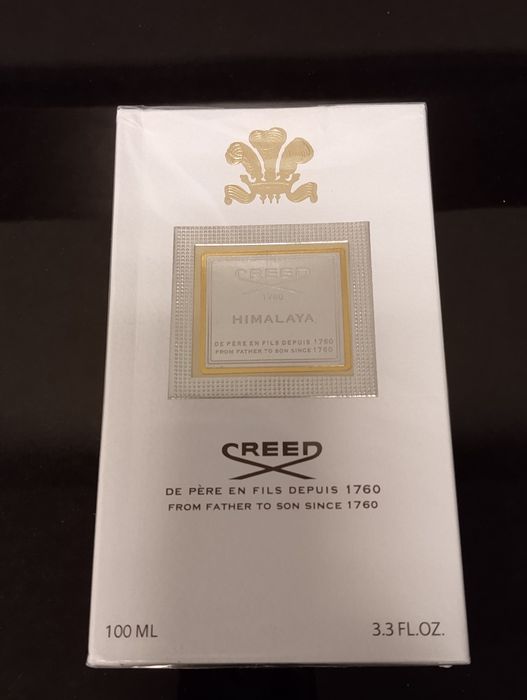 CREED
1760
HIMALAYA
DE PÈRE EN FILS DEPUIS 1760
FROM FATHER TO SON SINCE 1760
CREED
DE PÈRE EN FILS DEPUIS 1760
FROM FATHER TO SON SINCE 1760
100 ML 3.3 FL.OZ.